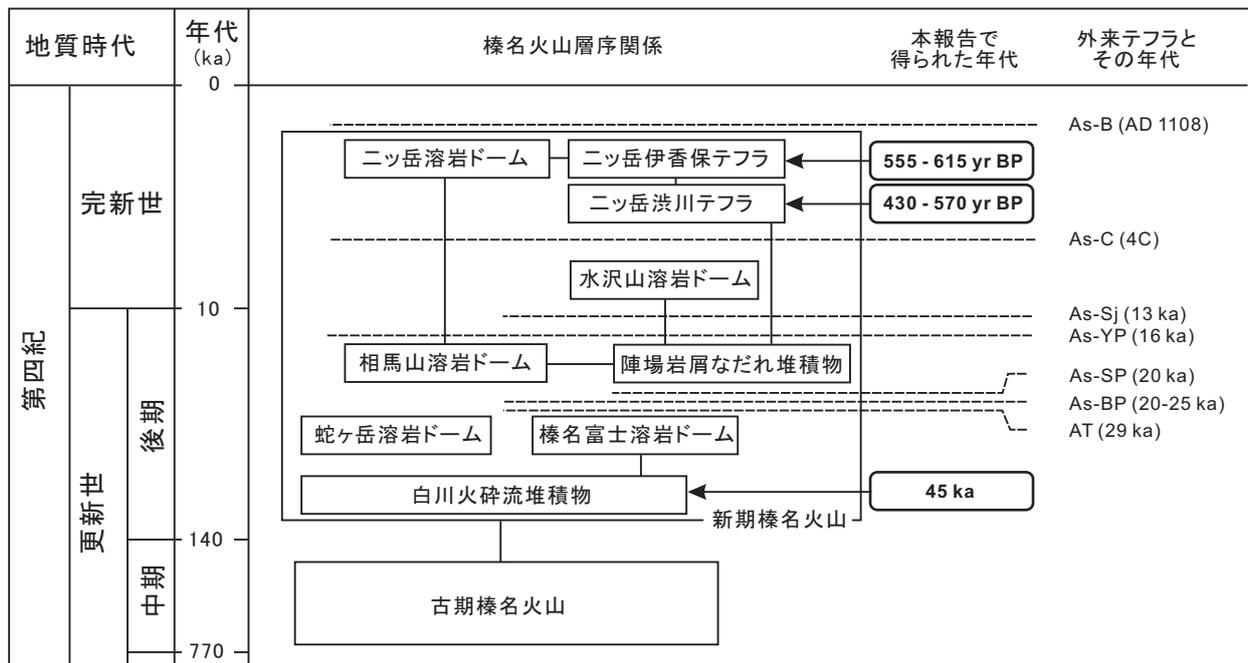 地質時代
年代
(ka)
榛名火山層序関係
本報告で
得られた年代
外来テフラと
その年代
0
As-B (AD 1108)
二ッ岳溶岩ドーム
二ッ岳伊香保テフラ
555 - 615 yr BP
完新世
二ッ岳渋川テフラ
430 - 570 yr BP
As-C (4C)
水沢山溶岩ドーム
10
As-Sj (13 ka)
As-YP (16 ka)
第四紀
相馬山溶岩ドーム
陣場岩屑なだれ堆積物
As-SP (20 ka)
As-BP (20-25 ka)
AT (29 ka)
後期
蛇ヶ岳溶岩ドーム
榛名富士溶岩ドーム
更新世
白川火砕流堆積物
45 ka
新期榛名火山
140
中期
古期榛名火山
770